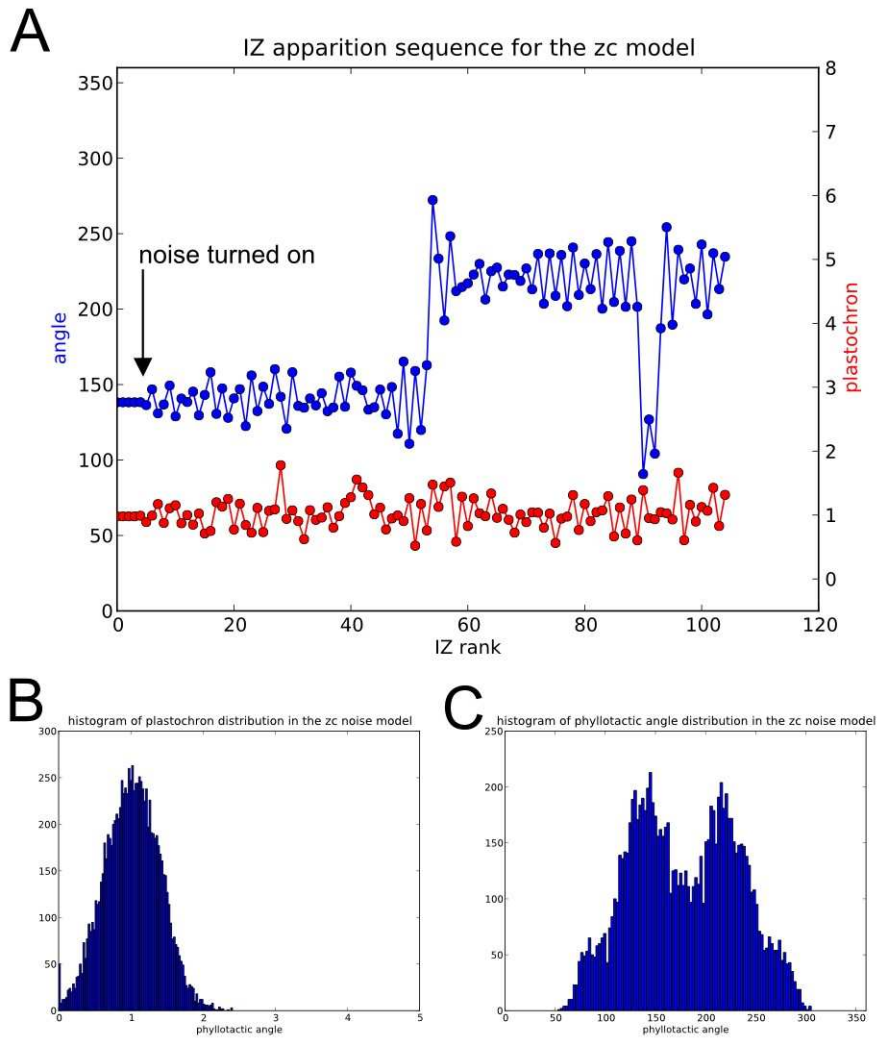 A
IZ apparition sequence for the zc model
350
300
250
200
150
100
50
0
angle
noise turned on
8
7
6
5
4
3
2
1
0
plastochron
0 20 40 60 80 100 120
IZ rank
B
histogram of plastochron distribution in the zc noise model
300
250
200
150
100
50
0
0 1 2 3 4 5
phyllotactic angle
C
histogram of phyllotactic angle distribution in the zc noise model
250
200
150
100
50
0
0 50 100 150 200 250 300 350
phyllotactic angle